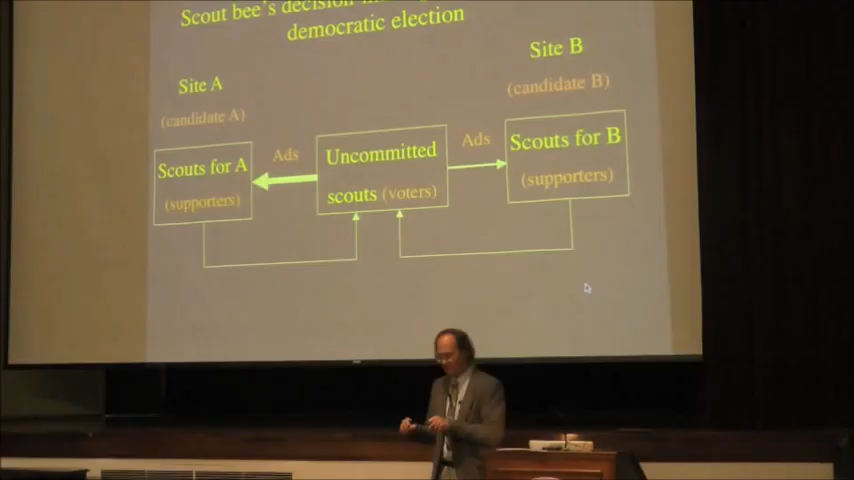 Scout bee's decision
democratic election
Site A
(candidate A)
Site B
(candidate B)
Scouts for A
(supporters)
Ads
Uncommitted
scouts (voters)
Ads
Scouts for B
(supporters)